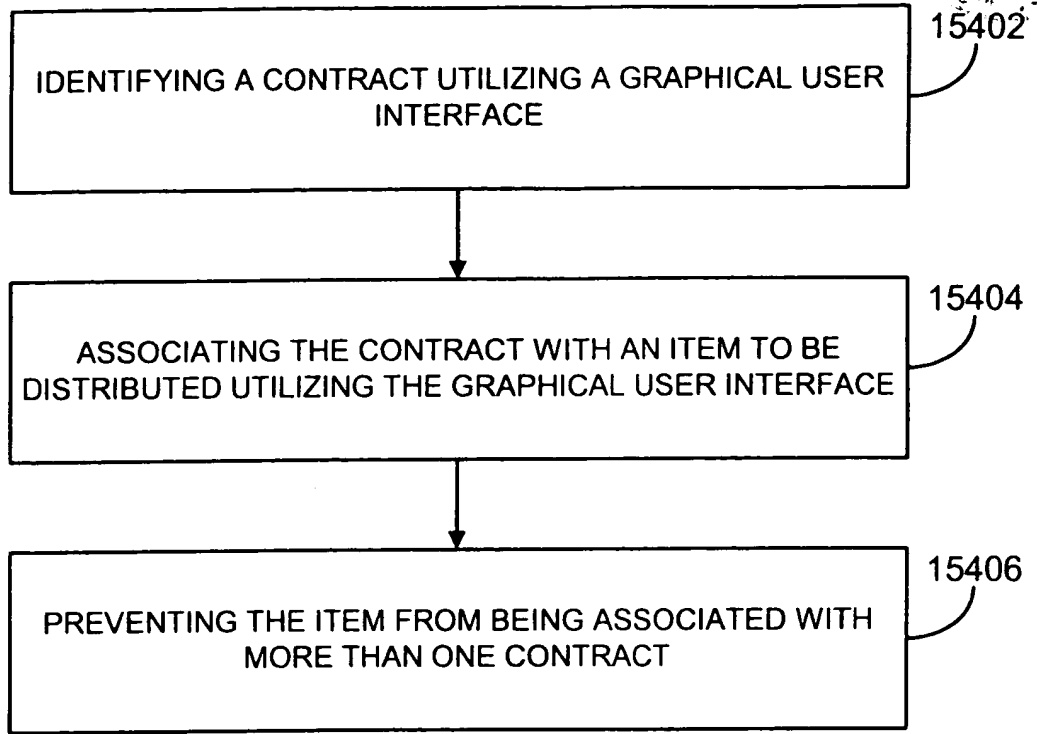 15402
IDENTIFYING A CONTRACT UTILIZING A GRAPHICAL USER
INTERFACE
15404
ASSOCIATING THE CONTRACT WITH AN ITEM TO BE
DISTRIBUTED UTILIZING THE GRAPHICAL USER INTERFACE
15406
PREVENTING THE ITEM FROM BEING ASSOCIATED WITH
MORE THAN ONE CONTRACT